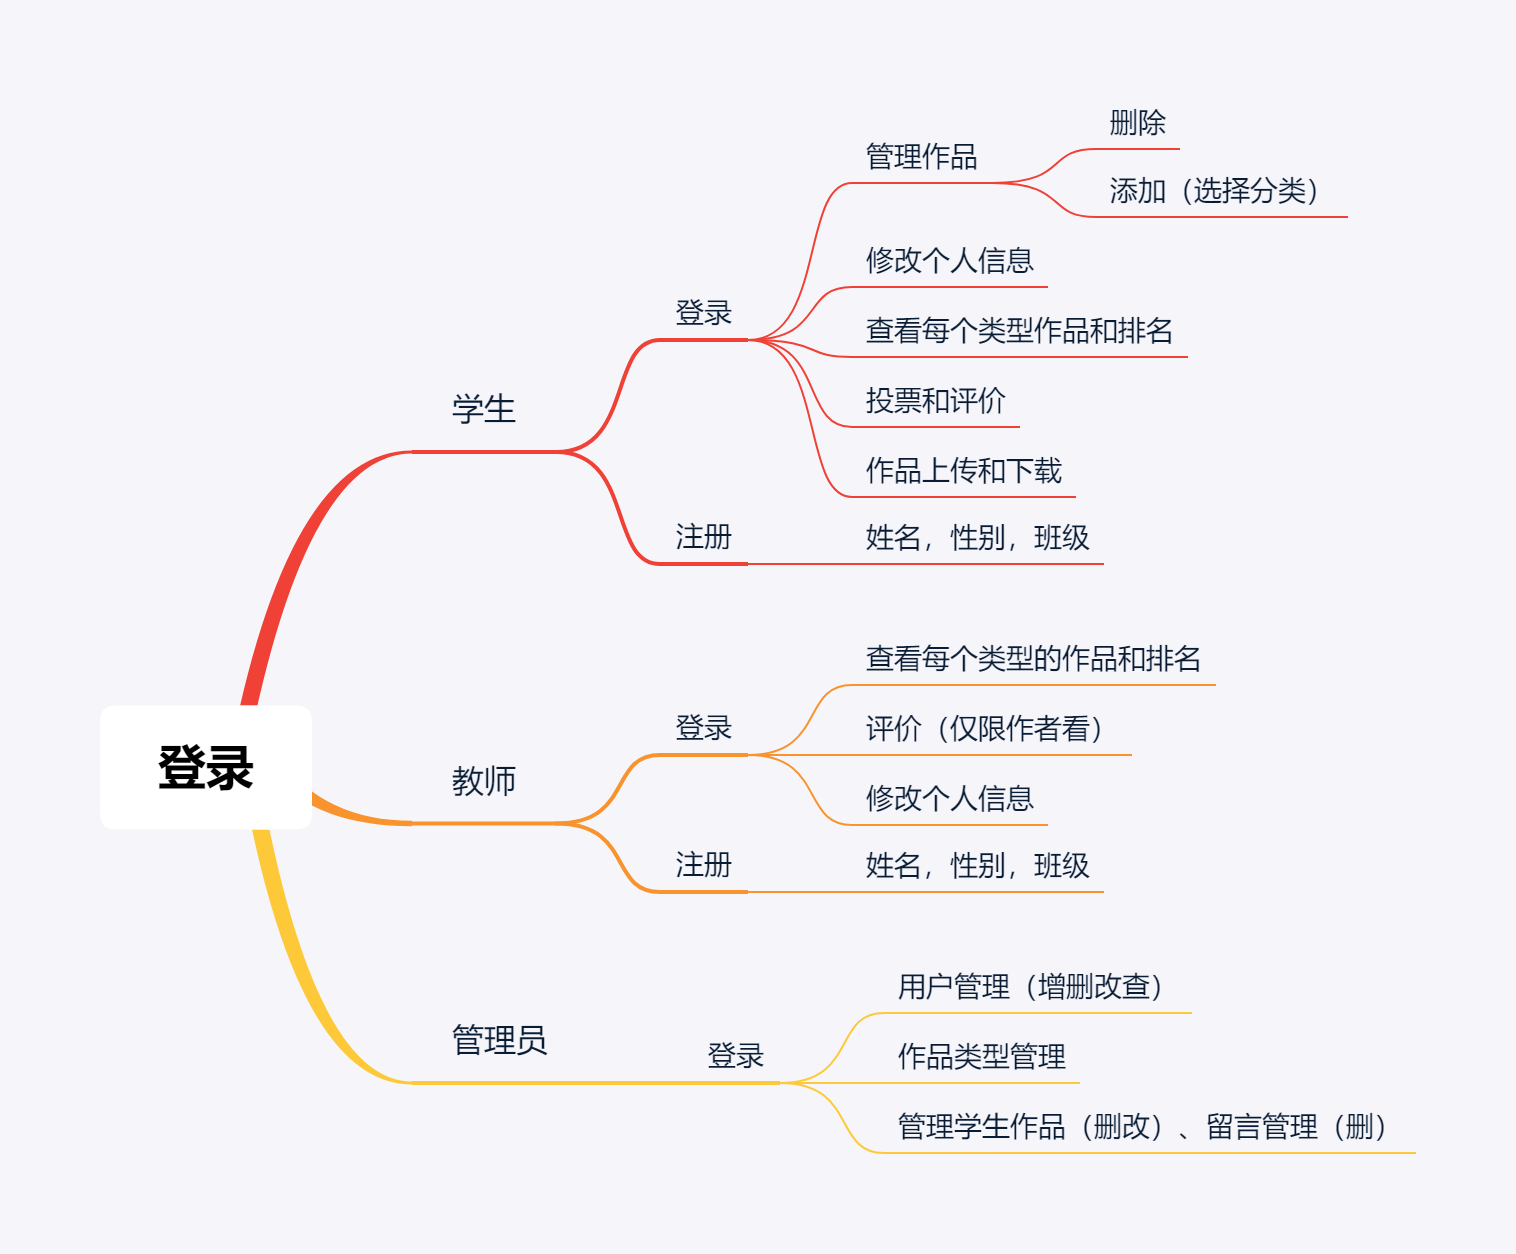 登录
学生
登录
管理作品
删除
添加（选择分类）
修改个人信息
查看每个类型作品和排名
投票和评价
作品上传和下载
注册
姓名，性别，班级
教师
登录
查看每个类型的作品和排名
评价（仅限作者看）
修改个人信息
注册
姓名，性别，班级
管理员
登录
用户管理（增删改查）
作品类型管理
管理学生作品（删改）、留言管理（删）